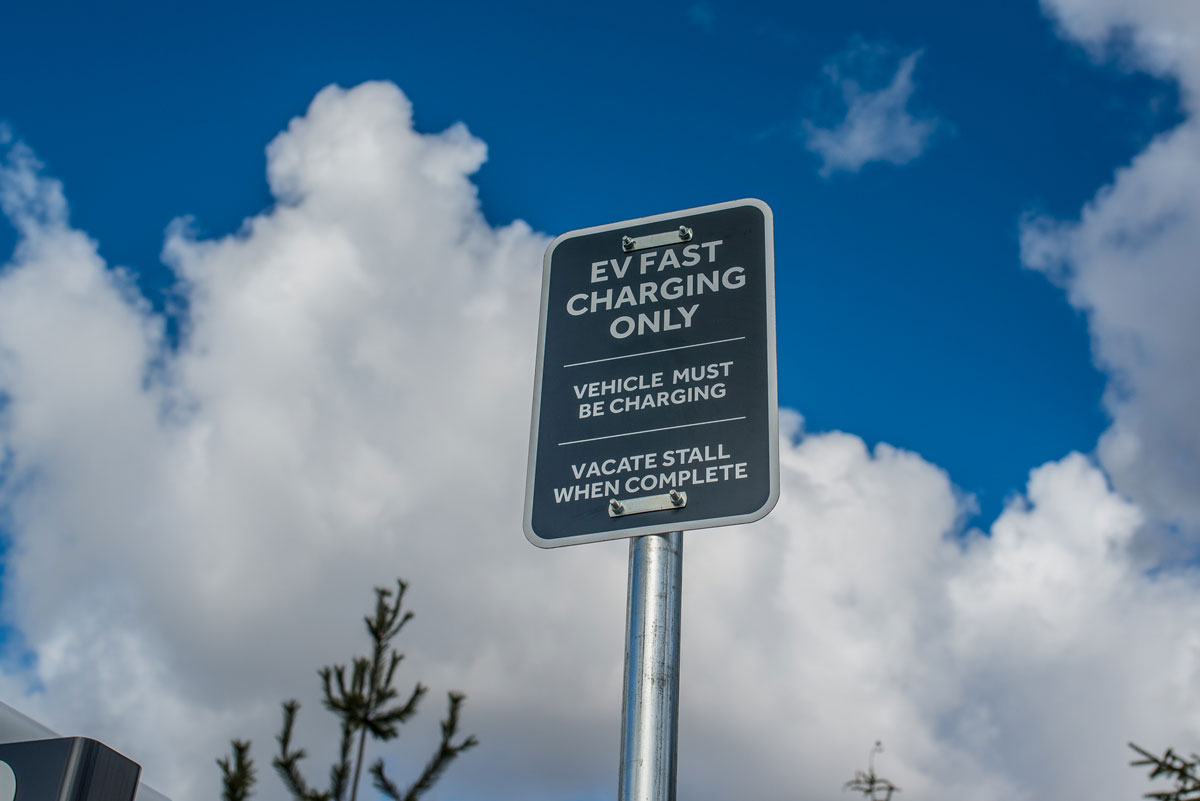 EV FAST
CHARGING
ONLY
VEHICLE MUST
BE CHARGING
VACATE STALL
WHEN COMPLETE